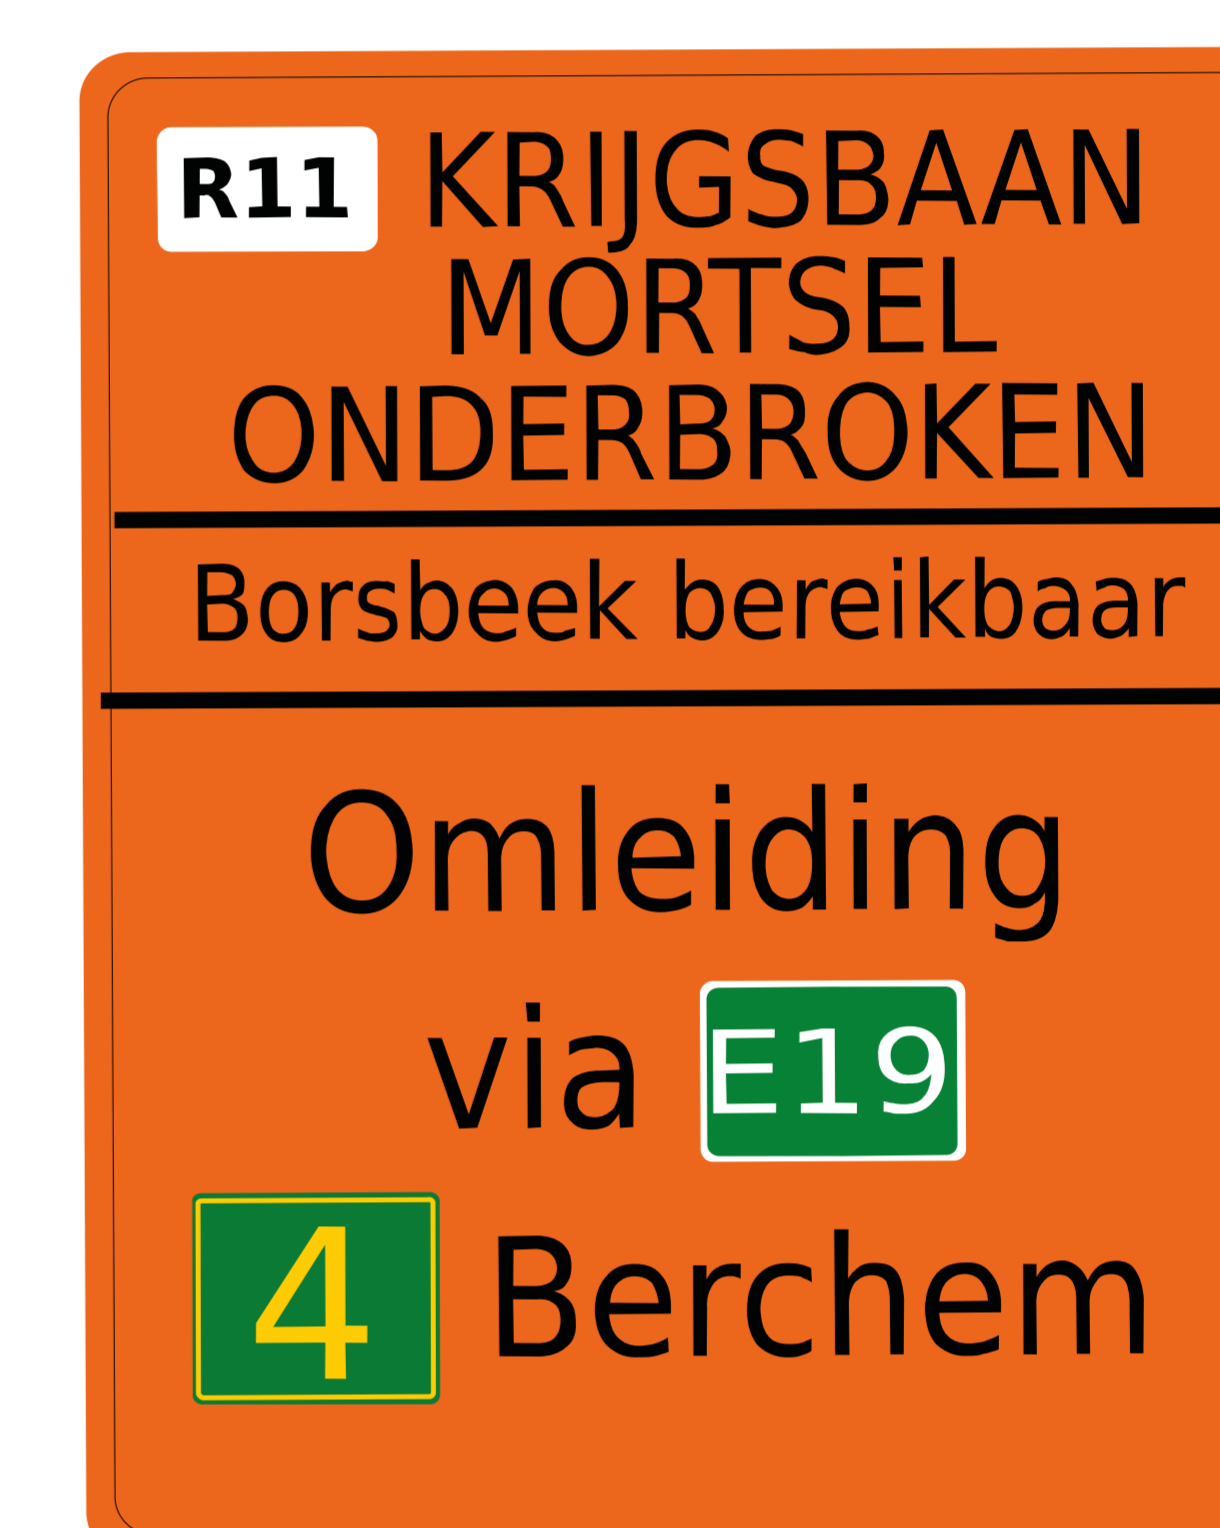 R11 KRIJGSBAAN
MORTSEL
ONDERBROKEN
Borsbeek bereikbaar
Omleiding
via E19
4 Berchem